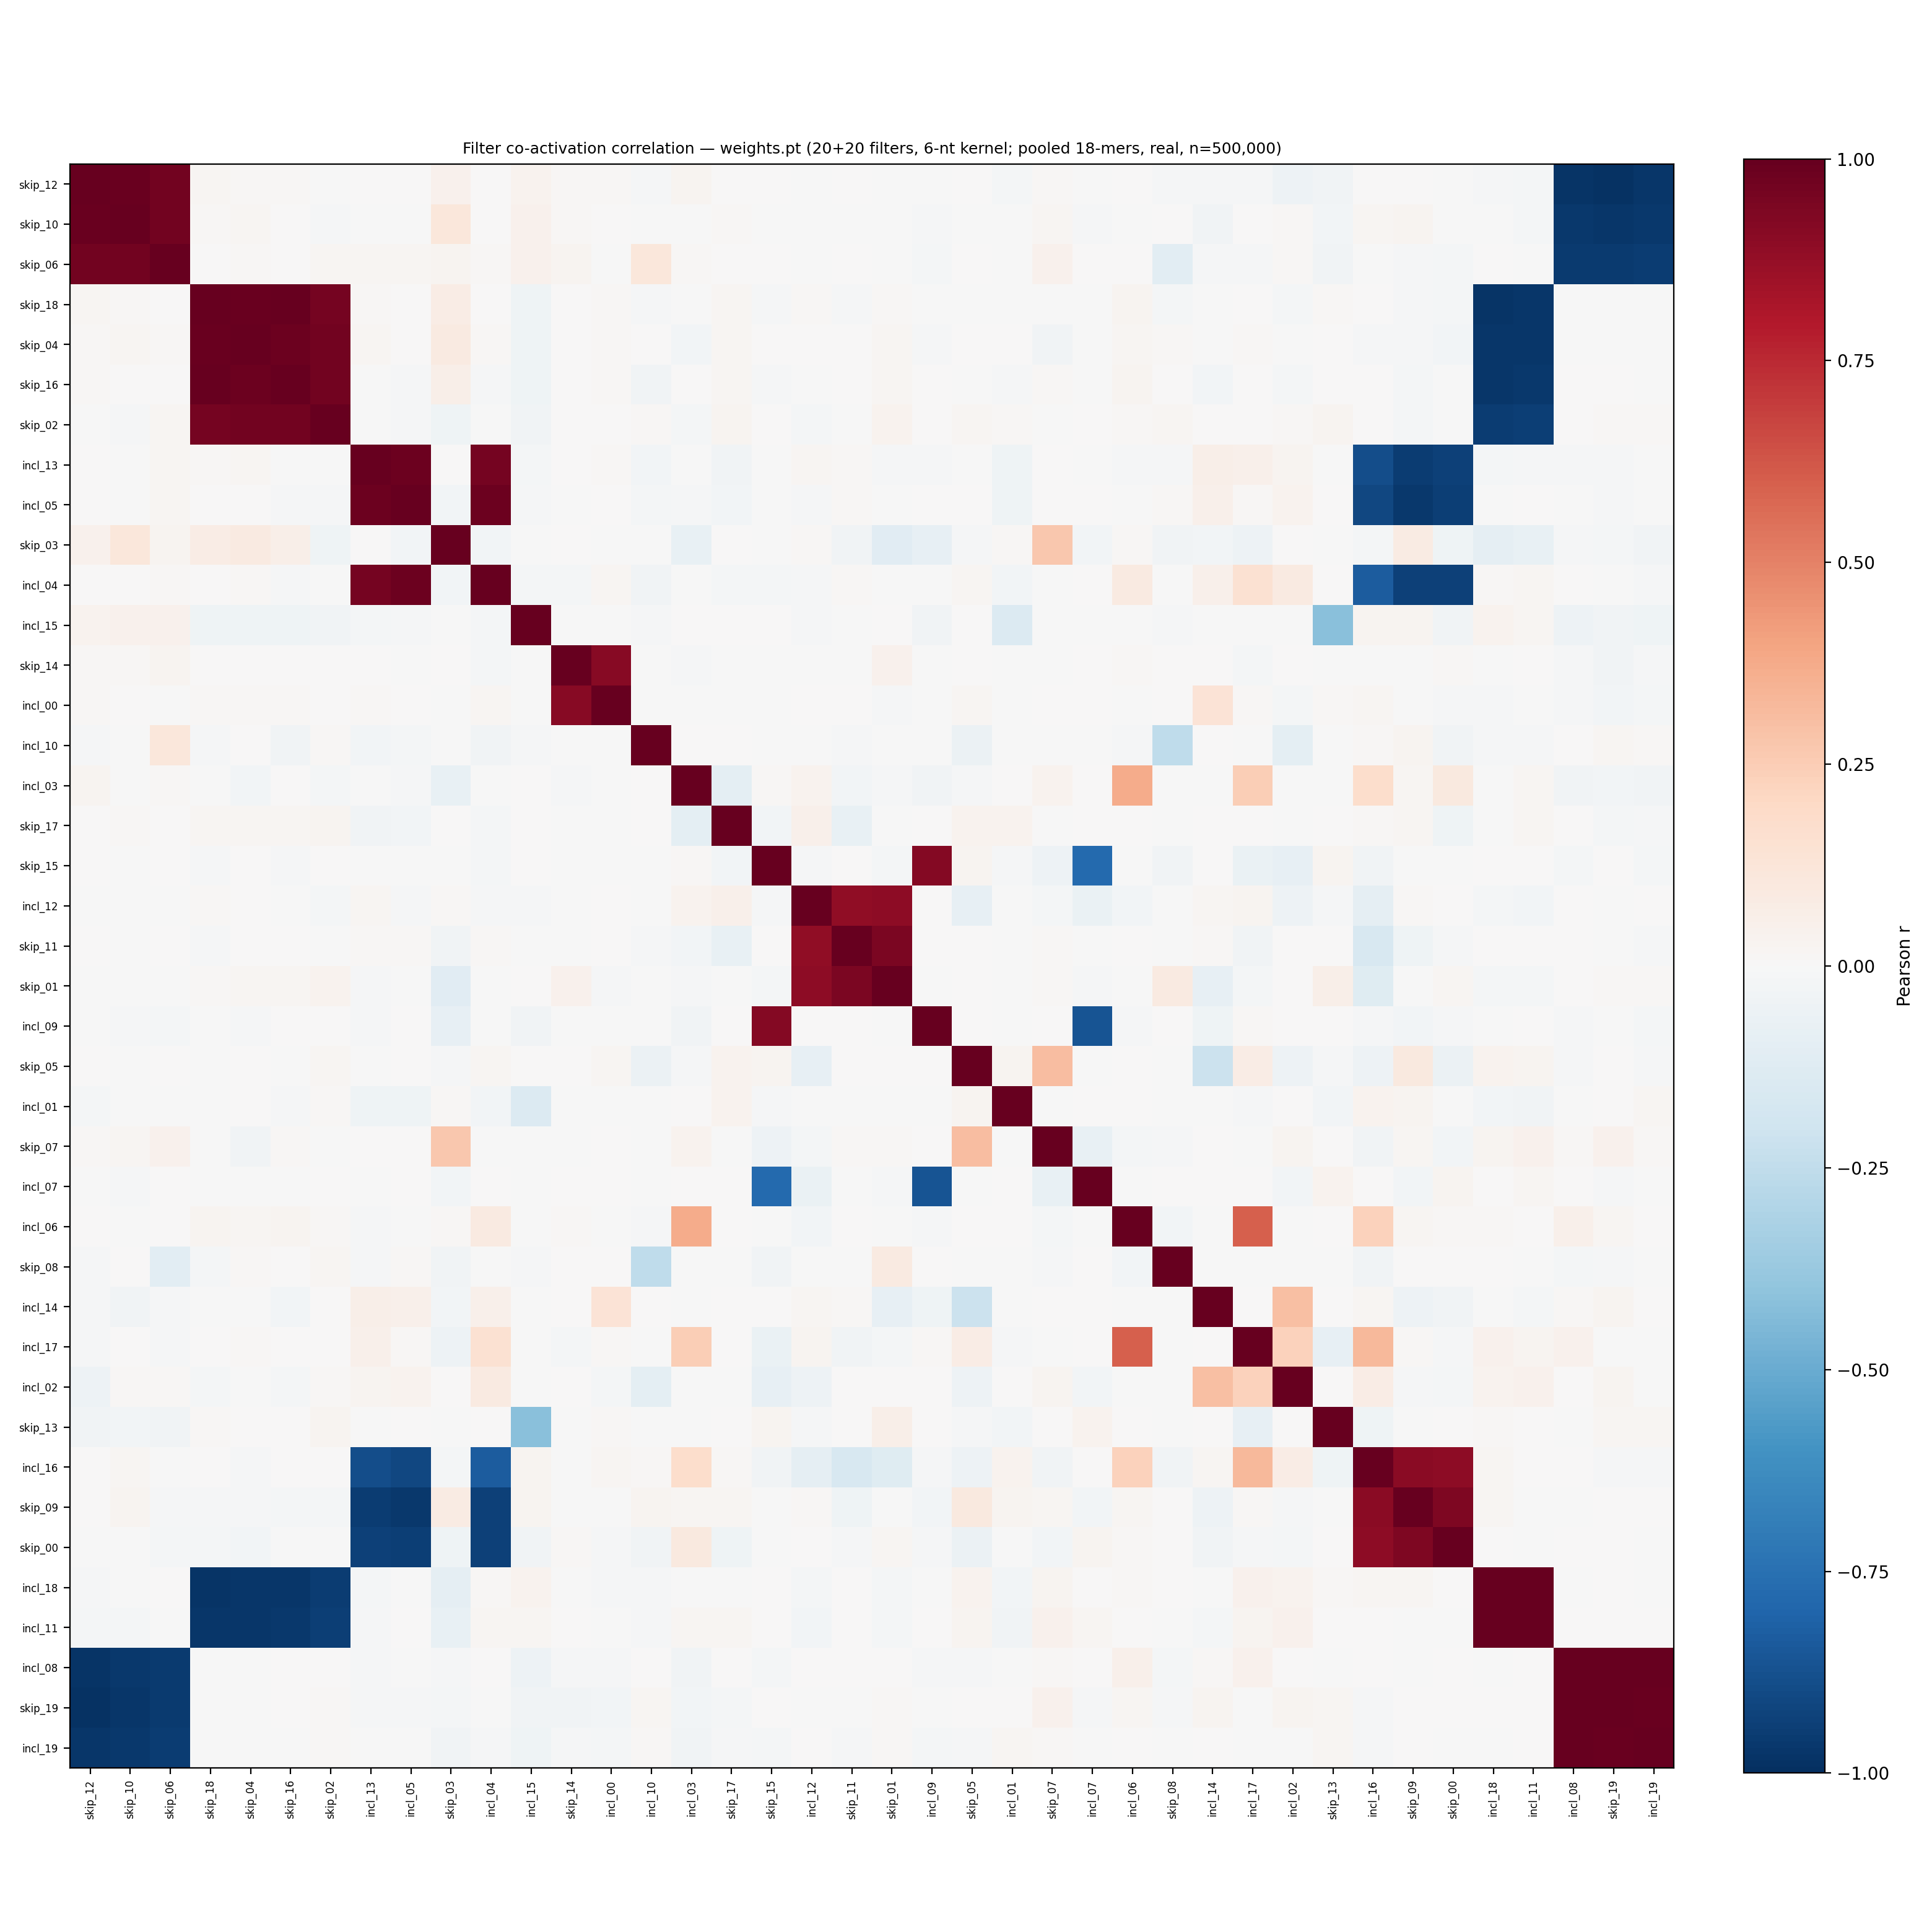 Filter co-activation correlation — weights.pt (20+20 filters, 6-nt kernel; pooled 18-mers, real, n=500,000)
skip_12
skip_10
skip_06
skip_18
skip_04
skip_16
skip_02
incl_13
incl_05
skip_03
incl_04
incl_15
skip_14
incl_00
incl_10
incl_03
skip_17
skip_15
incl_12
skip_11
skip_01
incl_09
skip_05
incl_01
skip_07
incl_07
incl_06
skip_08
incl_14
incl_17
incl_02
skip_13
incl_16
skip_09
skip_00
incl_18
incl_11
incl_08
skip_19
incl_19
skip_12
skip_10
skip_06
skip_18
skip_04
skip_16
skip_02
incl_13
incl_05
skip_03
incl_04
incl_15
skip_14
incl_00
incl_10
incl_03
skip_17
skip_15
incl_12
skip_11
skip_01
incl_09
skip_05
incl_01
skip_07
incl_07
incl_06
skip_08
incl_14
incl_17
incl_02
skip_13
incl_16
skip_09
skip_00
incl_18
incl_11
incl_08
skip_19
incl_19
1.00
0.75
0.50
0.25
0.00
−0.25
−0.50
−0.75
−1.00
Pearson r